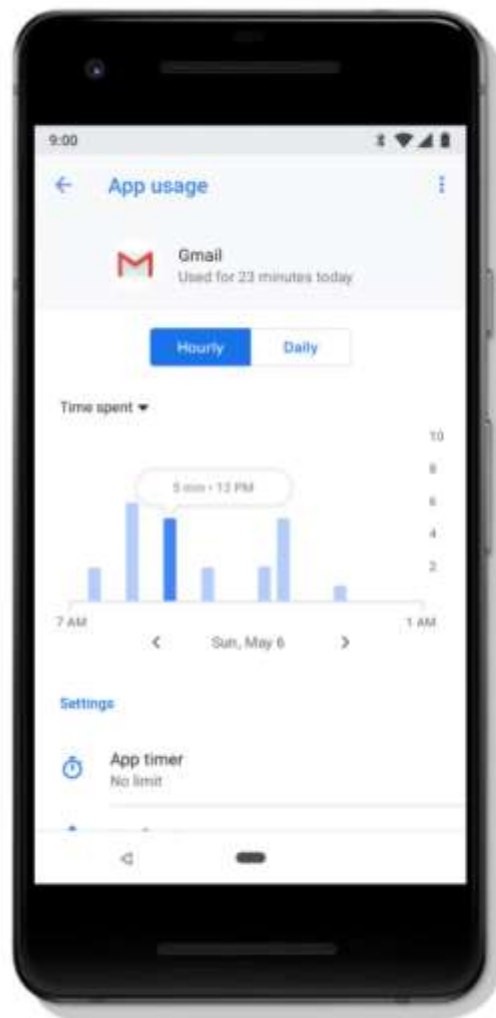 9:00
App usage
Gmail
Used for 23 minutes today
Hourly
Daily
Time spent
10
8
6
4
2
5 min • 12 PM
7 AM
1 AM
Sun, May 6
Settings
App timer
No limit